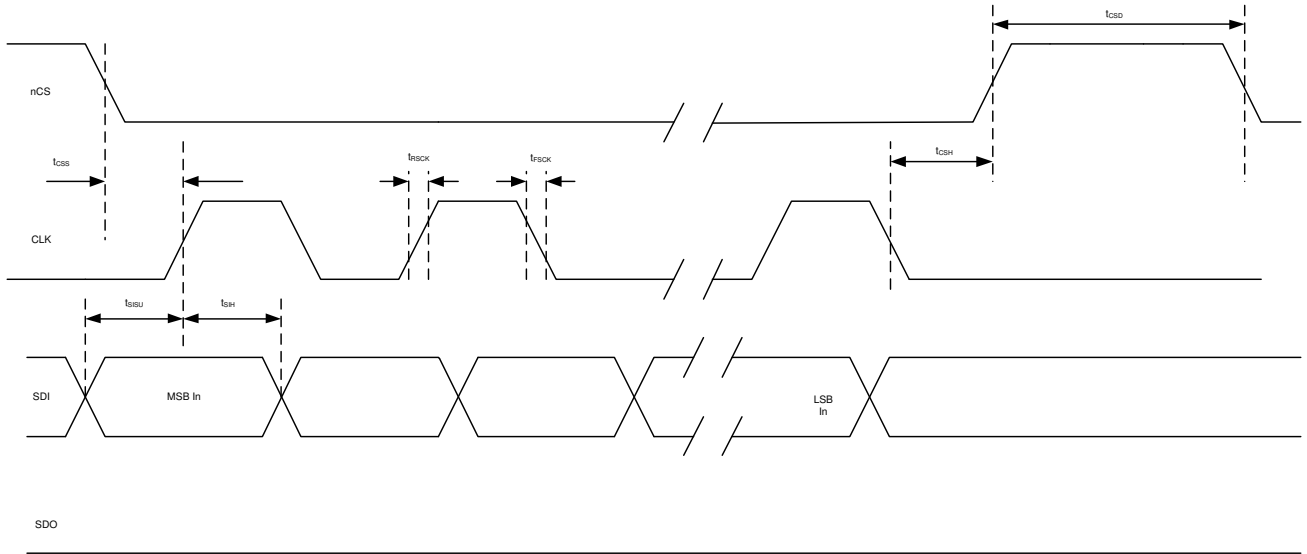 tCSD
nCS
tCSS
tRSCK
tFSCK
tCSH
CLK
tSISU
tSIH
SDI
MSB In
LSB
In
SDO